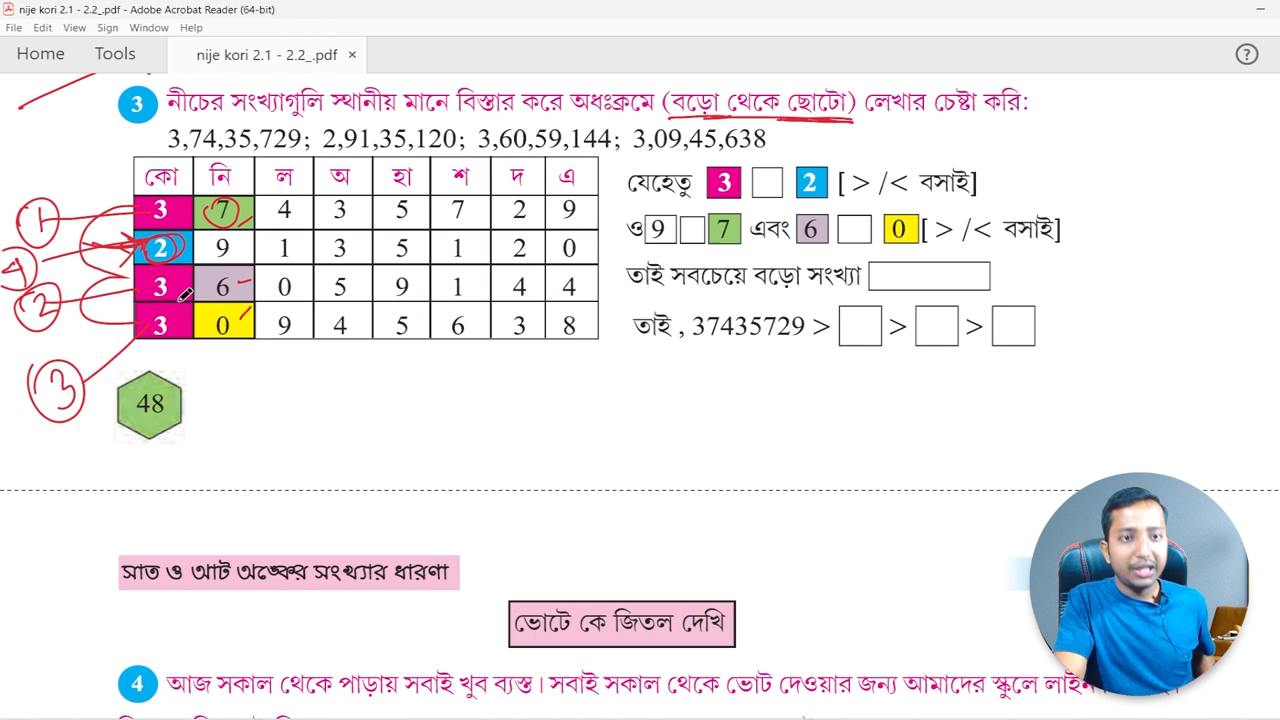 nije kori 2.1 - 2.2_.pdf - Adobe Acrobat Reader (64-bit)
File Edit View Sign Window Help
Home Tools nije kori 2.1 - 2.2_.pdf ×
3 নীচের সংখ্যাগুলি স্থানীয় মানে বিস্তার করে অধঃক্রমে (বড়ো থেকে ছোটো) লেখার চেষ্টা করি:
3,74,35,729; 2,91,35,120; 3,60,59,144; 3,09,45,638
কো নি ল অ হা শ দ এ
3 7 4 3 5 7 2 9
2 9 1 3 5 1 2 0
3 6 0 5 9 1 4 4
3 0 9 4 5 6 3 8
১
৪
২
৩
যেহেতু 3 2 [ > /< বসাই]
ও 9 7 এবং 6 0 [ > /< বসাই]
তাই সবচেয়ে বড়ো সংখ্যা
তাই , 37435729 > > >
48
সাত ও আট অঙ্কের সংখ্যার ধারণা
ভোটে কে জিতল দেখি
4 আজ সকাল থেকে পাড়ায় সবাই খুব ব্যস্ত। সবাই সকাল থেকে ভোট দেওয়ার জন্য আমাদের স্কুলে